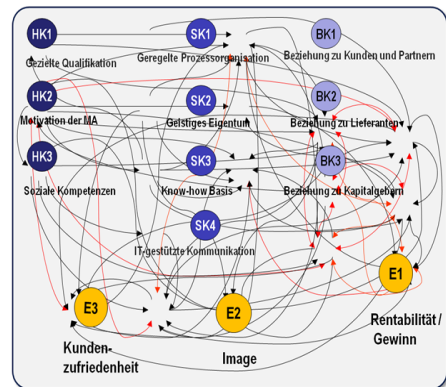 HK1 SK1 BK1
Gezielte Qualifikation Geregelte Prozessorganisation Beziehung zu Kunden und Partnern
HK2 SK2 BK2
Motivation der MA Geistiges Eigentum Beziehung zu Lieferanten
HK3 SK3 BK3
Soziale Kompetenzen Know-how Basis Beziehung zu Kapitalgebern
SK4
IT-gestützte Kommunikation
E1
E3 E2
Rentabilität /
Gewinn
Kunden-
zufriedenheit
Image